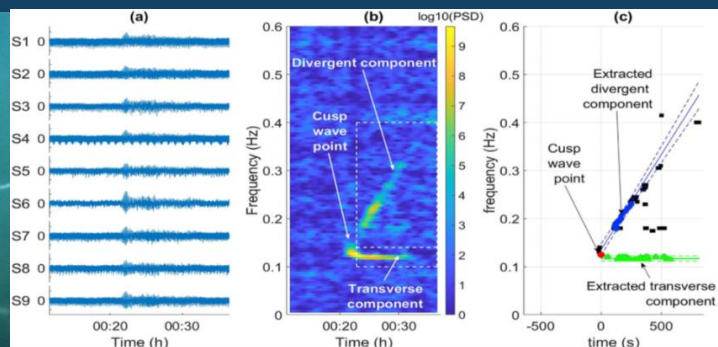 (a)
S1 0
S2 0
S3 0
S4 0
S5 0
S6 0
S7 0
S8 0
S9 0
00:20 00:30
Time (h)
(b)
log10(PSD)
Frequency (Hz)
0.6
0.5
0.4
0.3
0.2
0.1
0
Divergent component
Cusp
wave
point
Transverse
component
00:20 00:30
Time (h)
9
8
7
6
5
4
3
2
1
0
(c)
frequency (Hz)
0.6
0.5
0.4
0.3
0.2
0.1
0
Extracted
divergent
component
Cusp
wave
point
Extracted transverse
component
-500 0 500
time (s)